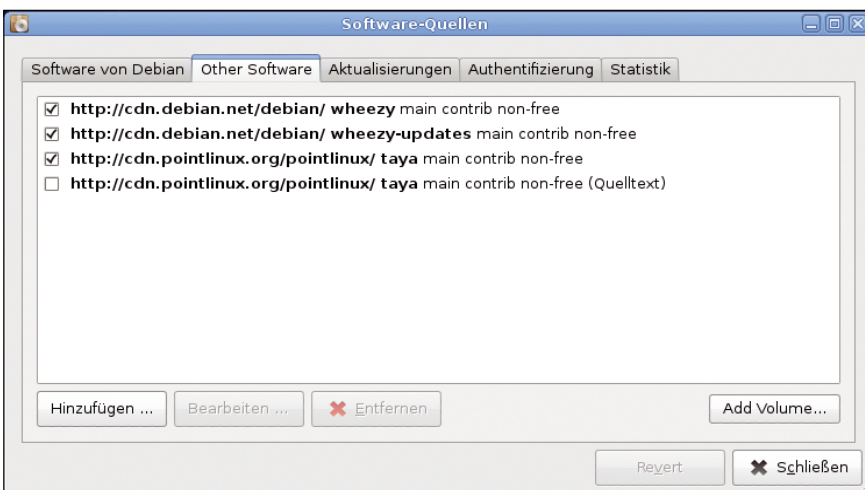 Software-Quellen
Software von Debian Other Software Aktualisierungen Authentifizierung Statistik
http://cdn.debian.net/debian/ wheezy main contrib non-free
http://cdn.debian.net/debian/ wheezy-updates main contrib non-free
http://cdn.pointlinux.org/pointlinux/ taya main contrib non-free
http://cdn.pointlinux.org/pointlinux/ taya main contrib non-free (Quelltext)
Hinzufügen ... Bearbeiten ... Entfernen Add Volume...
Revert Schließen